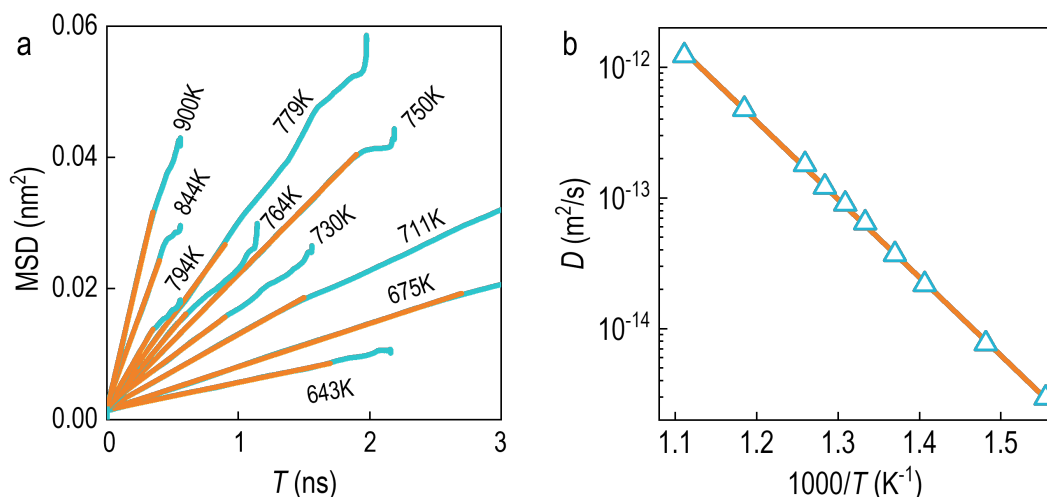 a
MSD (nm²)
0.06
0.04
0.02
0.00
900K
844K
794K
779K
764K
750K
730K
711K
675K
643K
0
1
2
3
T (ns)
b
D (m²/s)
10⁻¹²
10⁻¹³
10⁻¹⁴
1.1
1.2
1.3
1.4
1.5
1000/T (K⁻¹)